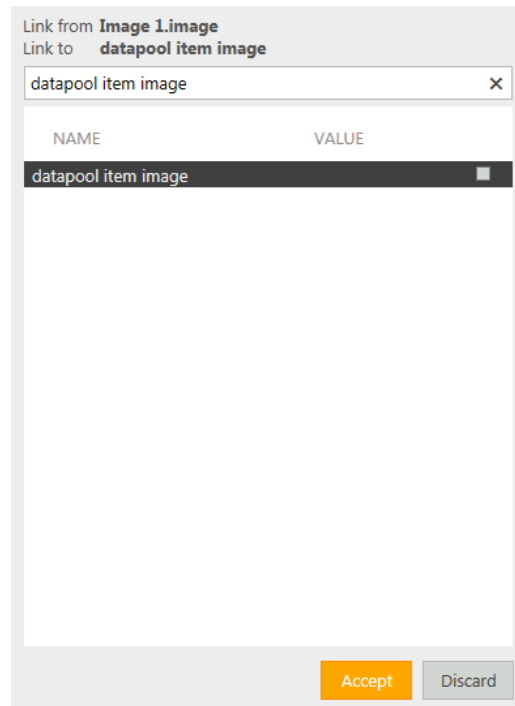 Link from Image 1.image
Link to datapool item image
datapool item image
NAME VALUE
datapool item image
Accept Discard